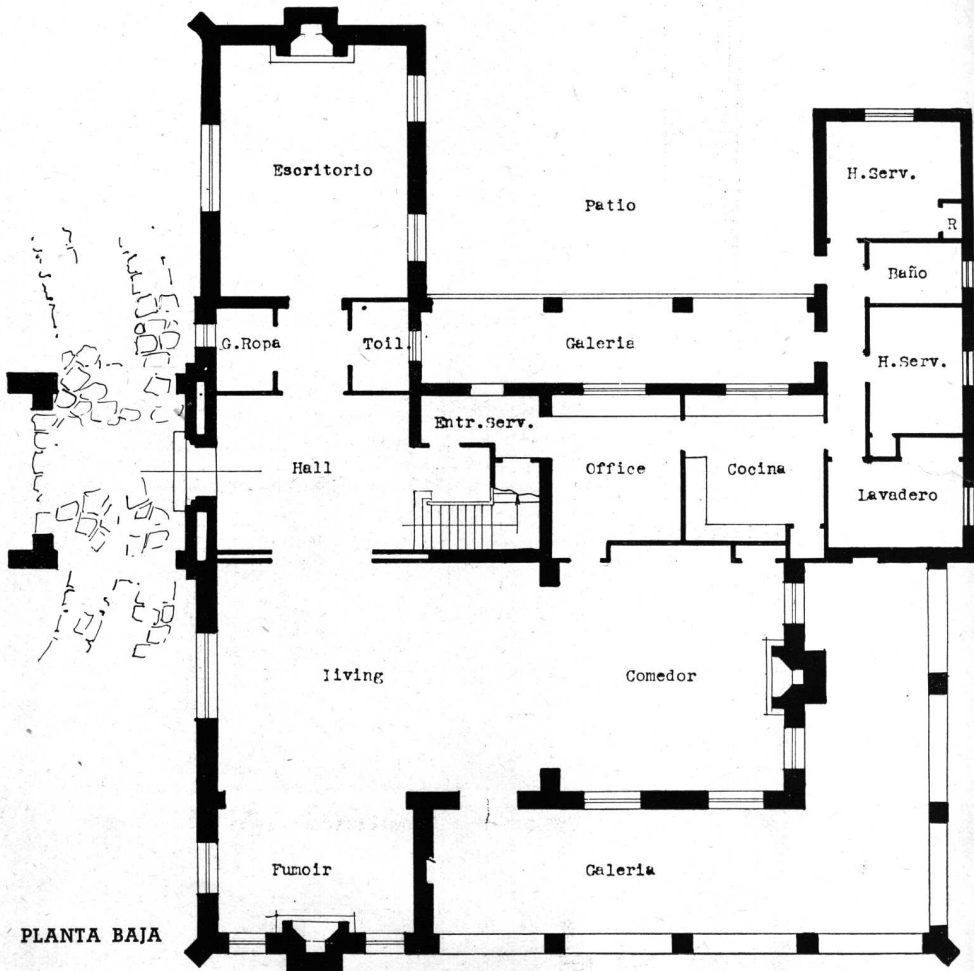 Escritorio
H.Serv.
Patio
R
Baño
G.Ropa
Toil.
Galeria
H.Serv.
Entr.Serv.
Hall
Office
Cocina
Lavadero
Living
Comedor
Fumoir
Galeria
PLANTA BAJA